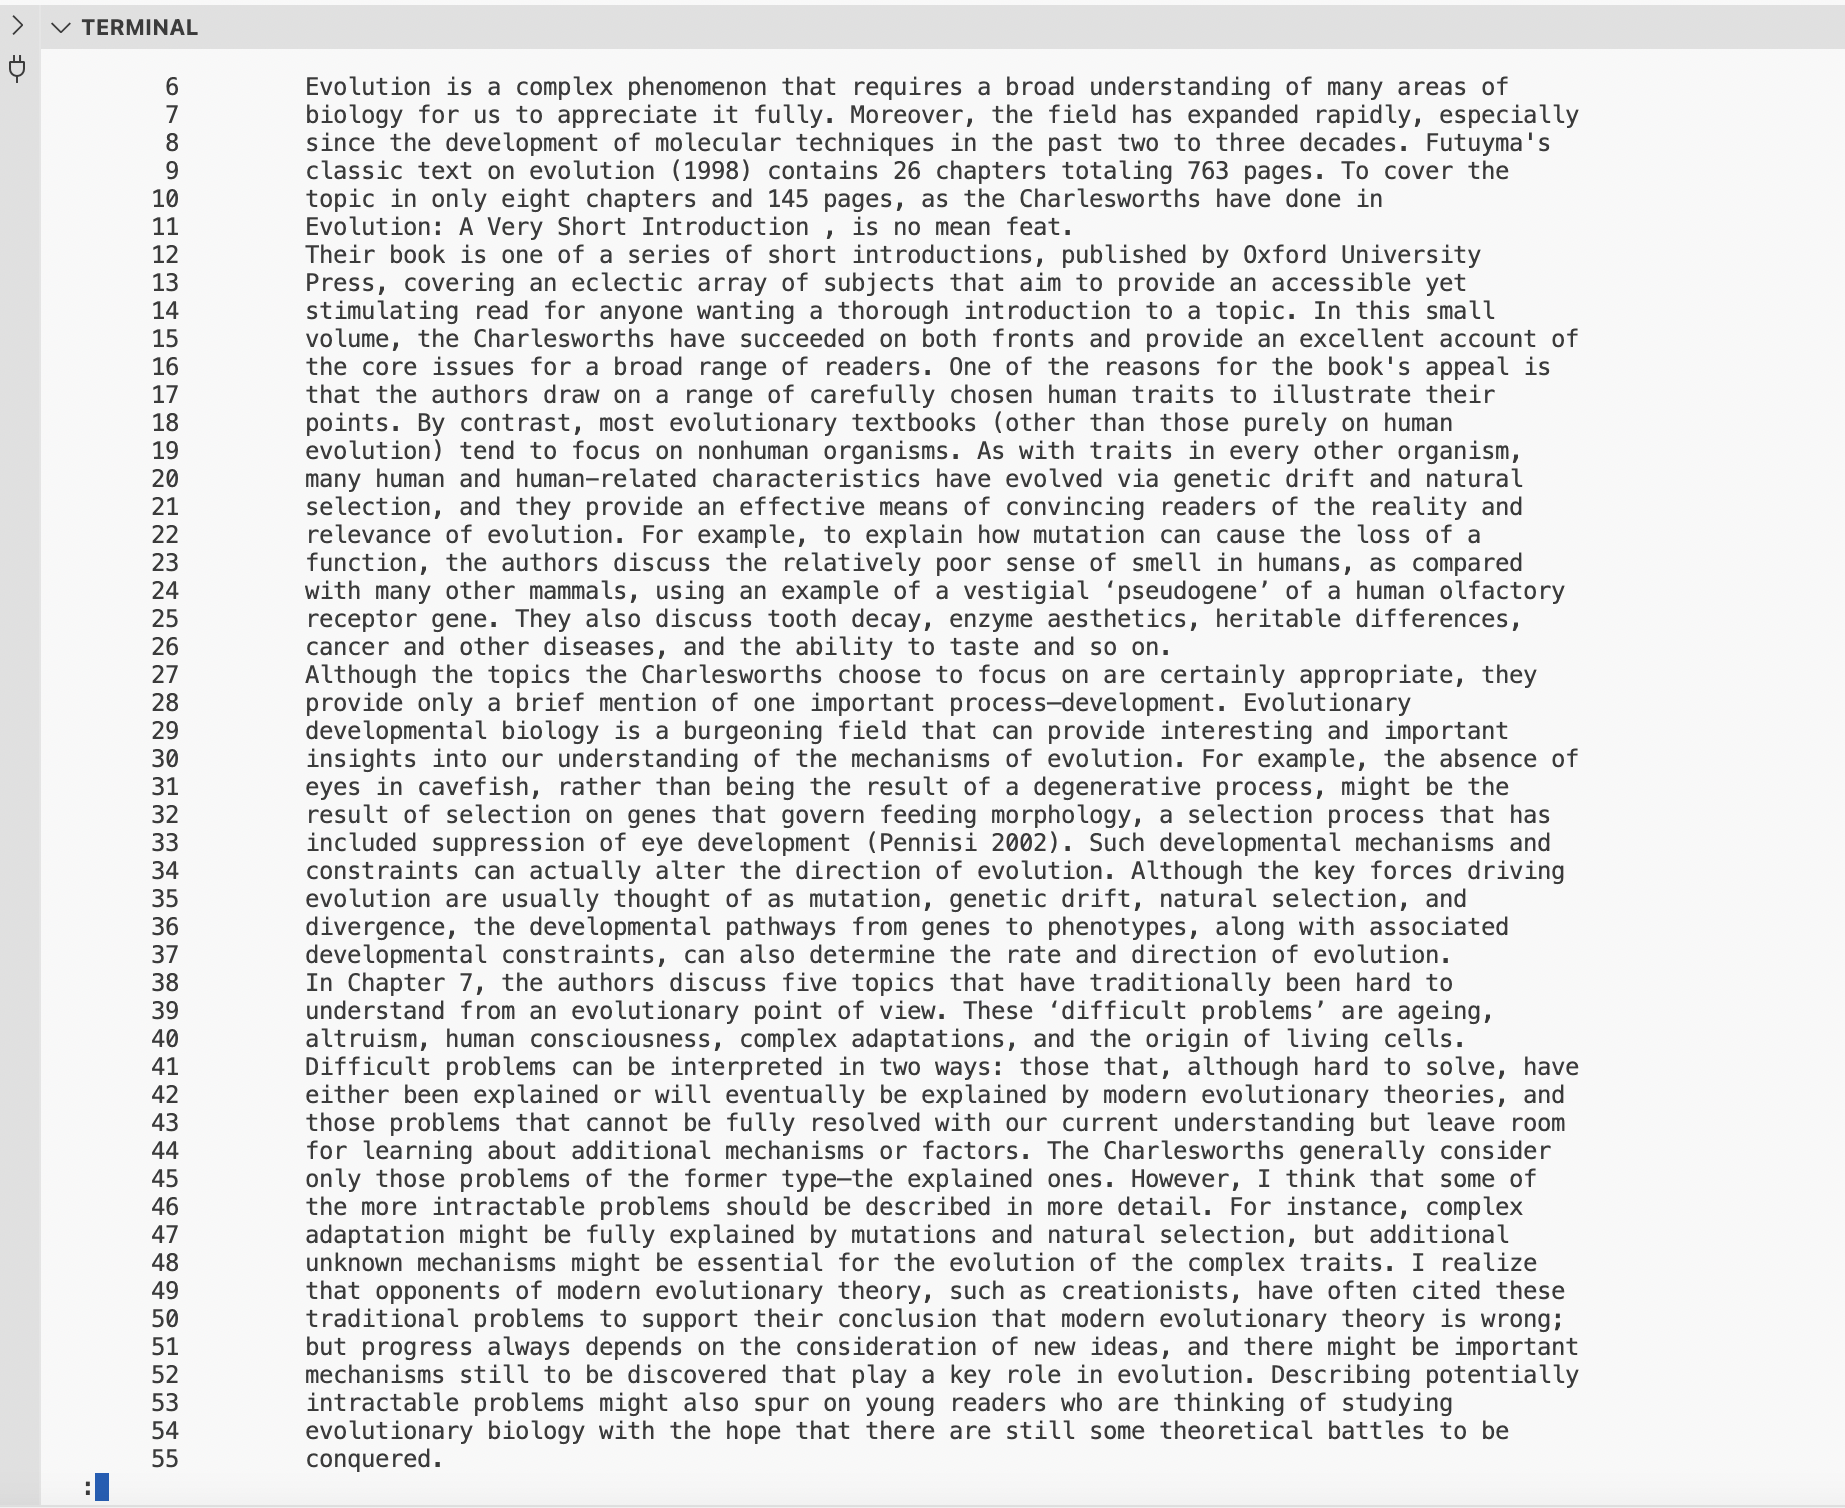 TERMINAL
6 Evolution is a complex phenomenon that requires a broad understanding of many areas of
7 biology for us to appreciate it fully. Moreover, the field has expanded rapidly, especially
8 since the development of molecular techniques in the past two to three decades. Futuyma's
9 classic text on evolution (1998) contains 26 chapters totaling 763 pages. To cover the
10 topic in only eight chapters and 145 pages, as the Charlesworths have done in
11 Evolution: A Very Short Introduction , is no mean feat.
12 Their book is one of a series of short introductions, published by Oxford University
13 Press, covering an eclectic array of subjects that aim to provide an accessible yet
14 stimulating read for anyone wanting a thorough introduction to a topic. In this small
15 volume, the Charlesworths have succeeded on both fronts and provide an excellent account of
16 the core issues for a broad range of readers. One of the reasons for the book's appeal is
17 that the authors draw on a range of carefully chosen human traits to illustrate their
18 points. By contrast, most evolutionary textbooks (other than those purely on human
19 evolution) tend to focus on nonhuman organisms. As with traits in every other organism,
20 many human and human–related characteristics have evolved via genetic drift and natural
21 selection, and they provide an effective means of convincing readers of the reality and
22 relevance of evolution. For example, to explain how mutation can cause the loss of a
23 function, the authors discuss the relatively poor sense of smell in humans, as compared
24 with many other mammals, using an example of a vestigial ‘pseudogene’ of a human olfactory
25 receptor gene. They also discuss tooth decay, enzyme aesthetics, heritable differences,
26 cancer and other diseases, and the ability to taste and so on.
27 Although the topics the Charlesworths choose to focus on are certainly appropriate, they
28 provide only a brief mention of one important process—development. Evolutionary
29 developmental biology is a burgeoning field that can provide interesting and important
30 insights into our understanding of the mechanisms of evolution. For example, the absence of
31 eyes in cavefish, rather than being the result of a degenerative process, might be the
32 result of selection on genes that govern feeding morphology, a selection process that has
33 included suppression of eye development (Pennisi 2002). Such developmental mechanisms and
34 constraints can actually alter the direction of evolution. Although the key forces driving
35 evolution are usually thought of as mutation, genetic drift, natural selection, and
36 divergence, the developmental pathways from genes to phenotypes, along with associated
37 developmental constraints, can also determine the rate and direction of evolution.
38 In Chapter 7, the authors discuss five topics that have traditionally been hard to
39 understand from an evolutionary point of view. These ‘difficult problems’ are ageing,
40 altruism, human consciousness, complex adaptations, and the origin of living cells.
41 Difficult problems can be interpreted in two ways: those that, although hard to solve, have
42 either been explained or will eventually be explained by modern evolutionary theories, and
43 those problems that cannot be fully resolved with our current understanding but leave room
44 for learning about additional mechanisms or factors. The Charlesworths generally consider
45 only those problems of the former type—the explained ones. However, I think that some of
46 the more intractable problems should be described in more detail. For instance, complex
47 adaptation might be fully explained by mutations and natural selection, but additional
48 unknown mechanisms might be essential for the evolution of the complex traits. I realize
49 that opponents of modern evolutionary theory, such as creationists, have often cited these
50 traditional problems to support their conclusion that modern evolutionary theory is wrong;
51 but progress always depends on the consideration of new ideas, and there might be important
52 mechanisms still to be discovered that play a key role in evolution. Describing potentially
53 intractable problems might also spur on young readers who are thinking of studying
54 evolutionary biology with the hope that there are still some theoretical battles to be
55 conquered.
: